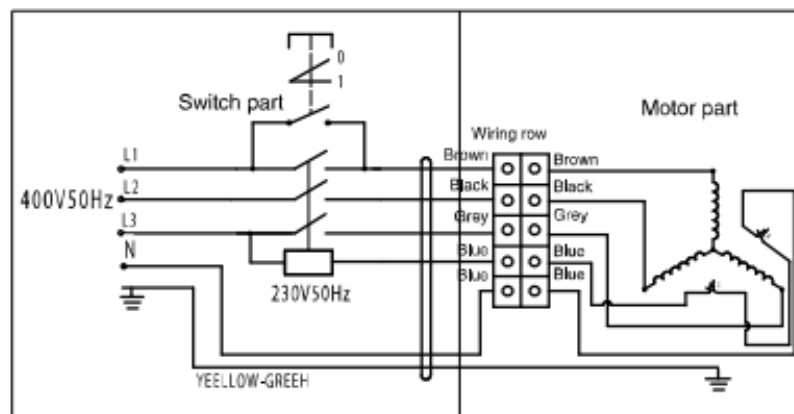 0
1
Switch part
Motor part
Wiring row
L1
Brown
Brown
L2
Black
Black
400V50Hz
L3
Grey
Grey
N
Blue
Blue
230V50Hz
Blue
Blue
YEELLOW-GREEH